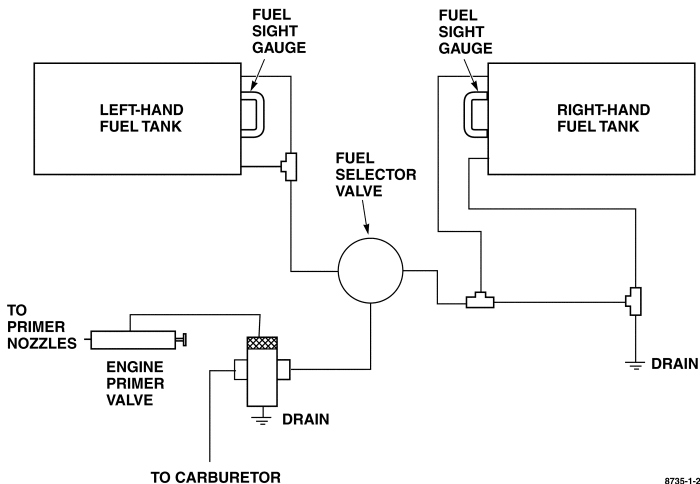 FUEL
SIGHT
GAUGE
FUEL
SIGHT
GAUGE
LEFT-HAND
FUEL TANK
RIGHT-HAND
FUEL TANK
FUEL
SELECTOR
VALVE
TO
PRIMER
NOZZLES
ENGINE
PRIMER
VALVE
DRAIN
DRAIN
TO CARBURETOR
8735-1-2